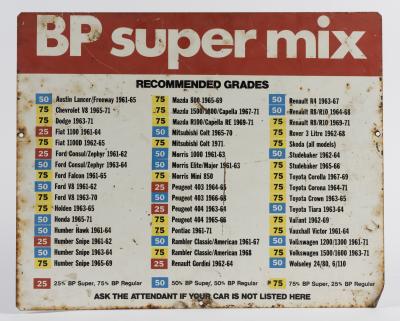 BP super mix
RECOMMENDED GRADES
50 Austin Lancer/Freeway 1961-65
75 Chevrolet V8 1965-71
75 Dodge 1963-71
25 Fiat 1100 1961-64
75 Fiat 1100D 1962-65
25 Ford Consul/Zephyr 1961-62
50 Ford Consul/Zephyr 1963-64
75 Ford Falcon 1961-65
50 Ford V8 1961-62
75 Ford V8 1963-70
75 Holden 1963-65
50 Honda 1965-71
50 Humber Hawk 1961-64
25 Humber Snipe 1961-62
50 Humber Snipe 1963-64
75 Humber Snipe 1965-69
75 Mazda 800 1965-69
75 Mazda 1500/1800/Capella 1967-71
75 Mazda R100/Capella RE 1969-71
50 Mitsubishi Colt 1965-70
75 Mitsubishi Colt 1971
50 Morris 1000 1961-63
50 Morris Elite/Major 1961-63
75 Morris Mini 850
25 Peugeot 403 1964-65
50 Peugeot 403 1966-68
25 Peugeot 404 1963-64
75 Peugeot 404 1965-66
75 Pontiac 1961-71
50 Rambler Classic/American 1961-67
75 Rambler Classic/American 1968
25 Renault Gordini 1962-64
50 Renault R4 1963-67
50 Renault R8/R10 1964-68
75 Renault R8/R10 1969-71
75 Rover 3 Litre 1962-68
75 Skoda (all models)
50 Studebaker 1962-64
75 Studebaker 1965-66
75 Toyota Corolla 1967-69
75 Toyota Corona 1964-71
75 Toyota Crown 1963-65
50 Toyota Tiara 1963-64
75 Valiant 1962-69
75 Vauxhall Victor 1961-64
50 Volkswagen 1200/1300 1961-71
75 Volkswagen 1500/1600 1963-71
50 Wolseley 24/80, 6/110
25 25% BP Super, 75% BP Regular
50 50% BP Super, 50% BP Regular
75 75% BP Super, 25% BP Regular
ASK THE ATTENDANT IF YOUR CAR IS NOT LISTED HERE